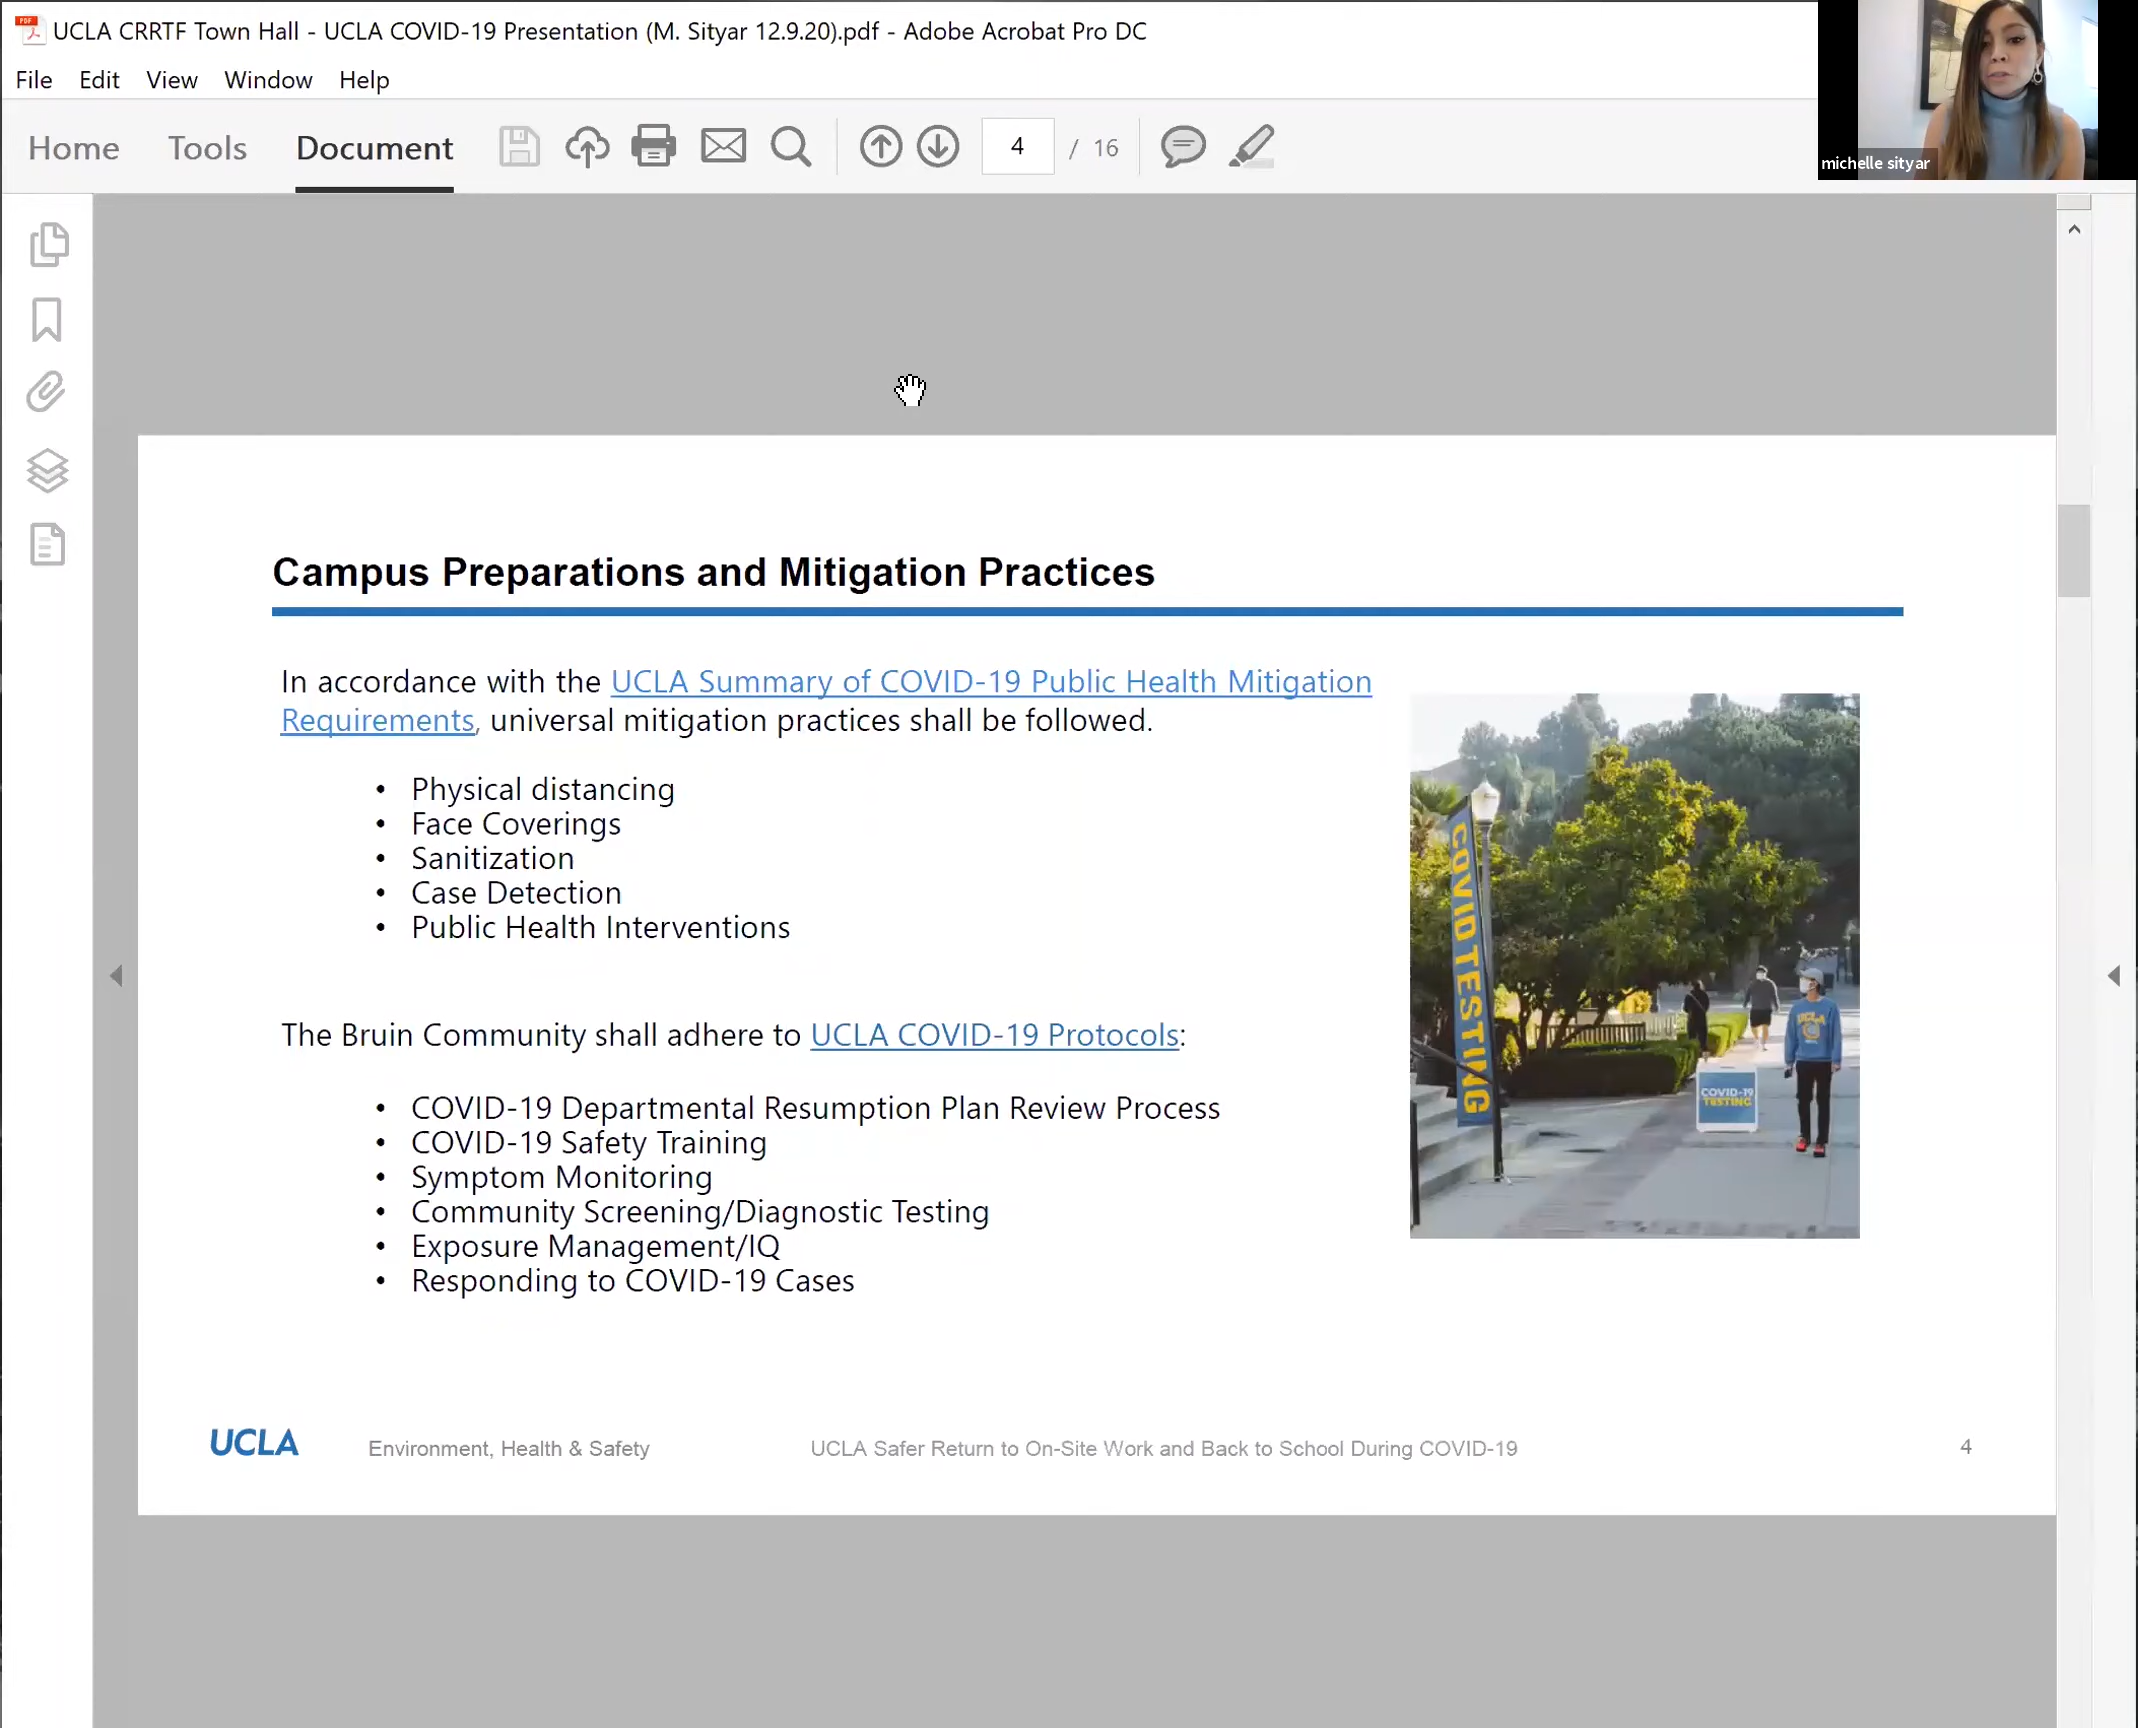 UCLA CRRTF Town Hall - UCLA COVID-19 Presentation (M. Sityar 12.9.20).pdf - Adobe Acrobat Pro DC
File Edit View Window Help
Home Tools Document 4 / 16
michelle sityar
Campus Preparations and Mitigation Practices
In accordance with the UCLA Summary of COVID-19 Public Health Mitigation
Requirements, universal mitigation practices shall be followed.
• Physical distancing
• Face Coverings
• Sanitization
• Case Detection
• Public Health Interventions
The Bruin Community shall adhere to UCLA COVID-19 Protocols:
• COVID-19 Departmental Resumption Plan Review Process
• COVID-19 Safety Training
• Symptom Monitoring
• Community Screening/Diagnostic Testing
• Exposure Management/IQ
• Responding to COVID-19 Cases
COVID TESTING
UCLA
COVID-19
TESTING
UCLA Environment, Health & Safety UCLA Safer Return to On-Site Work and Back to School During COVID-19 4